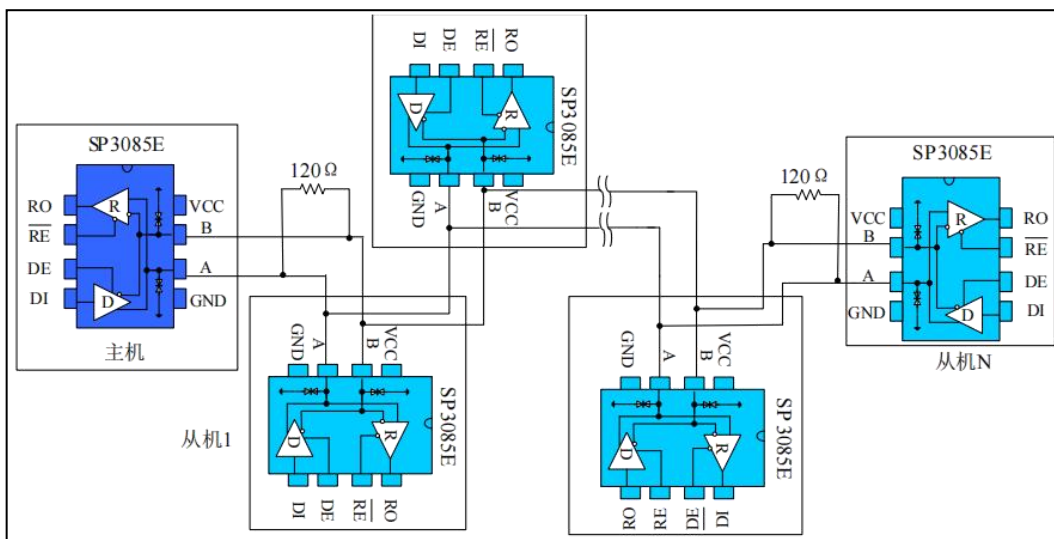 DI
DE
RE
RO
SP3085E
GND
A
B
VCC
D
R
SP3085E
RO
RE
DE
DI
VCC
B
A
GND
R
D
主机
120Ω
120Ω
SP3085E
VCC
B
A
GND
RO
RE
DE
DI
R
D
从机N
GND
A
B
VCC
SP3085E
D
R
从机1
DI
DE
RE
RO
GND
A
B
VCC
SP3085E
D
R
RO
RE
DE
DI